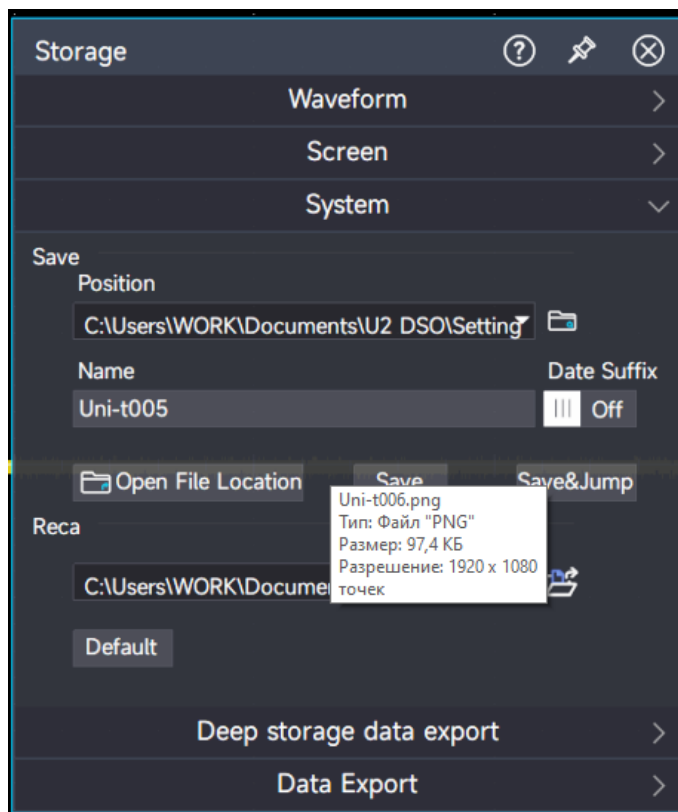 Storage
Waveform
Screen
System
Save
Position
C:\Users\WORK\Documents\U2 DSO\Setting
Name Date Suffix
Uni-t005 Off
Open File Location Save Save&Jump
Uni-t006.png
Тип: Файл "PNG"
Размер: 97,4 КБ
Разрешение: 1920 x 1080
точек
Reca
C:\Users\WORK\Docume
Default
Deep storage data export
Data Export